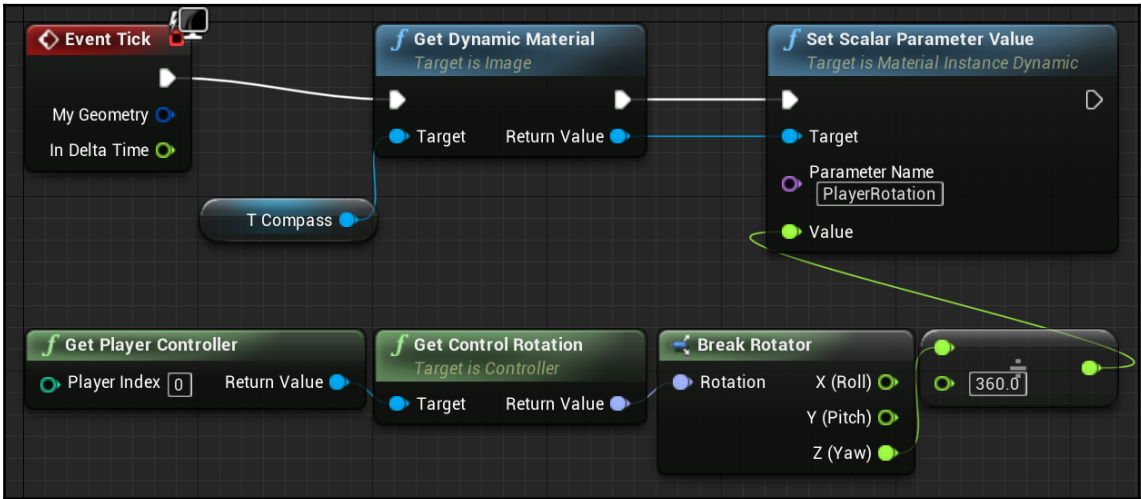 Event Tick
My Geometry
In Delta Time
Get Dynamic Material
Target is Image
Target
Return Value
T Compass
Set Scalar Parameter Value
Target is Material Instance Dynamic
Target
Parameter Name
PlayerRotation
Value
Get Player Controller
Player Index 0
Return Value
Get Control Rotation
Target is Controller
Target
Return Value
Break Rotator
Rotation
X (Roll)
Y (Pitch)
Z (Yaw)
÷
360.0